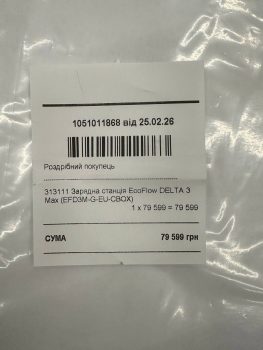 1051011868 від 25.02.26
Роздрібний покупець
313111 Зарядна станція EcoFlow DELTA 3
Max (EFD3M-G-EU-CBOX)
1 x 79 599 = 79 599
СУМА 79 599 грн